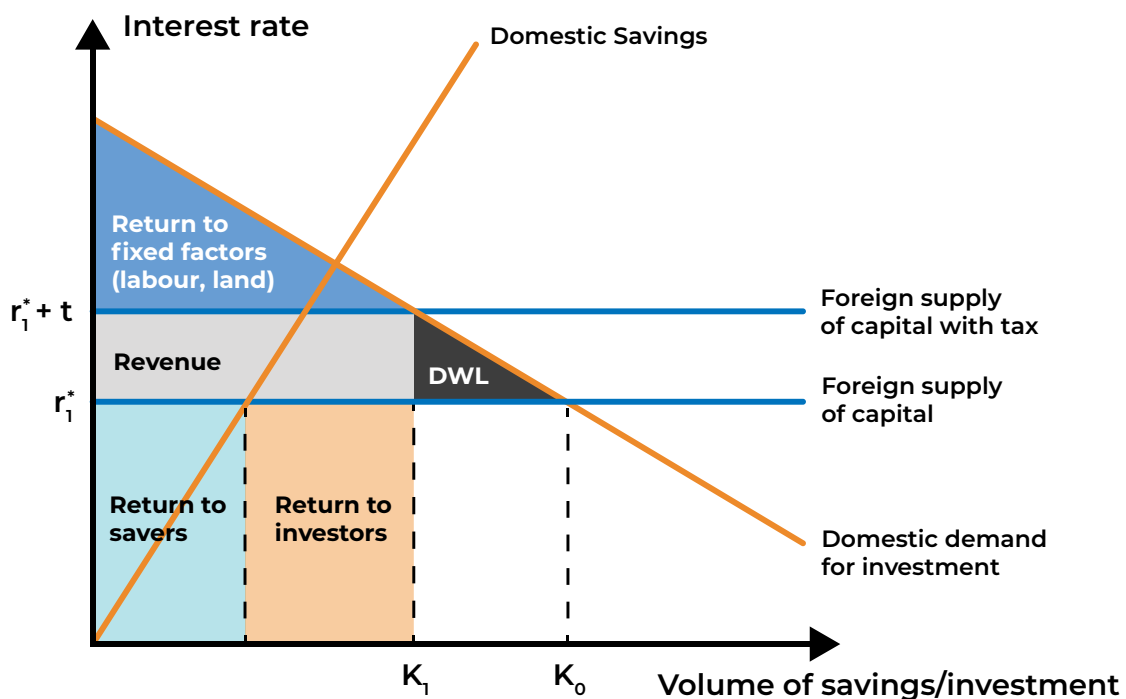 Interest rate
Domestic Savings
Return to
fixed factors
(labour, land)
r₁* + t
Foreign supply
of capital with tax
Revenue
DWL
r₁*
Foreign supply
of capital
Return to
savers
Return to
investors
Domestic demand
for investment
K₁
K₀
Volume of savings/investment